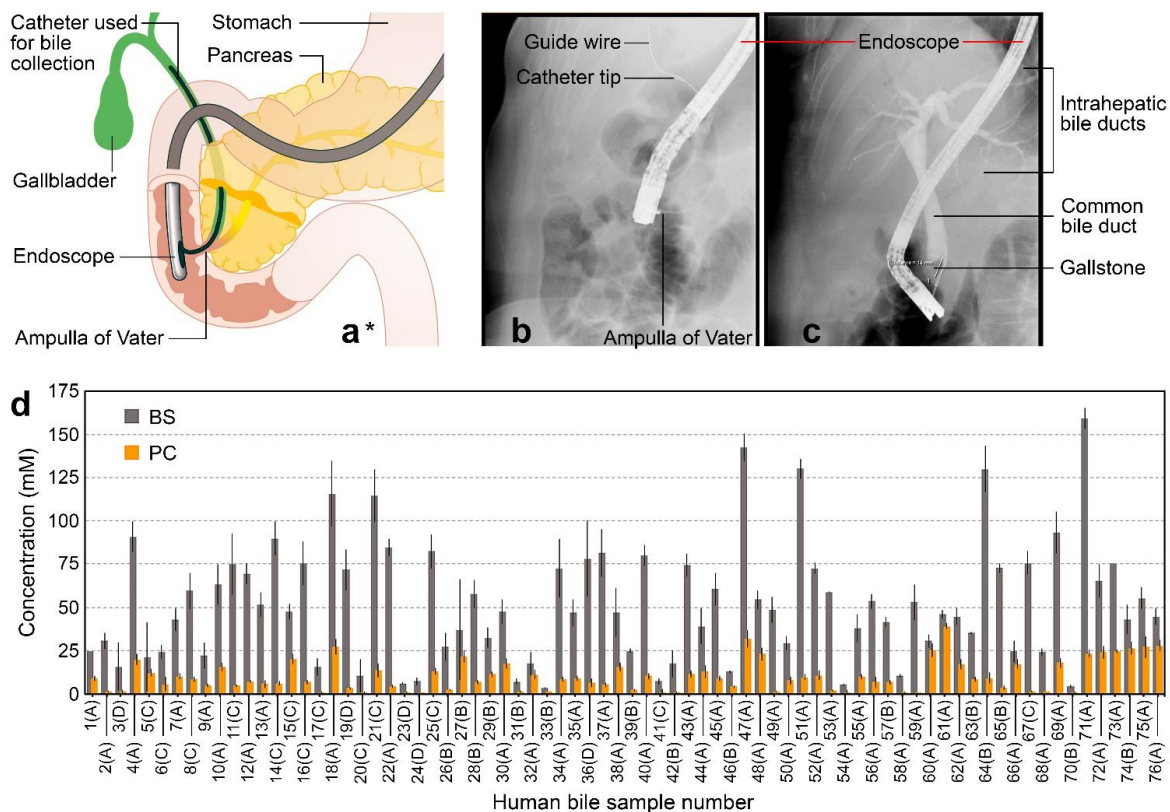 Catheter used
for bile
collection
Stomach
Pancreas
Gallbladder
Endoscope
Ampulla of Vater
a*
Guide wire
Catheter tip
Endoscope
Ampulla of Vater
b
Intrahepatic
bile ducts
Common
bile duct
Gallstone
c
d
BS
PC
Concentration (mM)
175
150
125
100
75
50
25
0
1(A) 3(D) 5(C) 7(A) 9(A) 11(C) 13(A) 15(C) 17(C) 19(D) 21(C) 23(D) 25(C) 27(B) 29(B) 31(B) 33(B) 35(A) 37(A) 39(B) 41(C) 43(A) 45(A) 47(A) 49(A) 51(A) 53(A) 55(A) 57(B) 59(A) 61(A) 63(B) 65(B) 67(C) 69(A) 71(A) 73(A) 75(A)
2(A) 4(A) 6(C) 8(C) 10(A) 12(A) 14(C) 16(C) 18(A) 20(C) 22(A) 24(D) 26(B) 28(B) 30(A) 32(A) 34(A) 36(D) 38(A) 40(A) 42(B) 44(A) 46(A) 48(A) 50(A) 52(A) 54(A) 56(A) 58(A) 60(A) 62(A) 64(B) 66(A) 68(A) 70(B) 72(A) 74(B) 76(A)
Human bile sample number